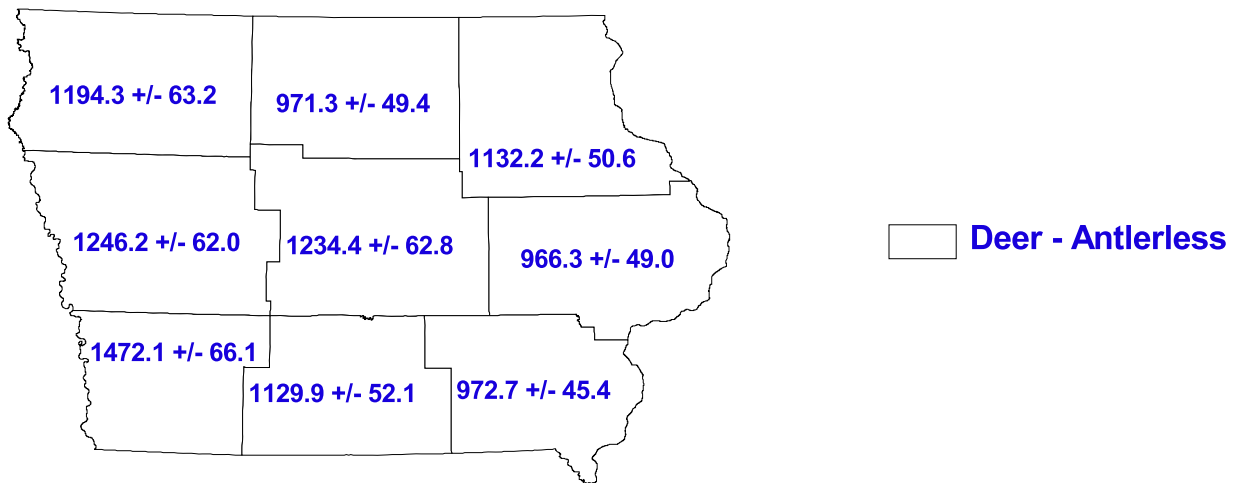 1194.3 +/- 63.2
971.3 +/- 49.4
1132.2 +/- 50.6
1246.2 +/- 62.0
1234.4 +/- 62.8
966.3 +/- 49.0
Deer - Antlerless
1472.1 +/- 66.1
1129.9 +/- 52.1
972.7 +/- 45.4